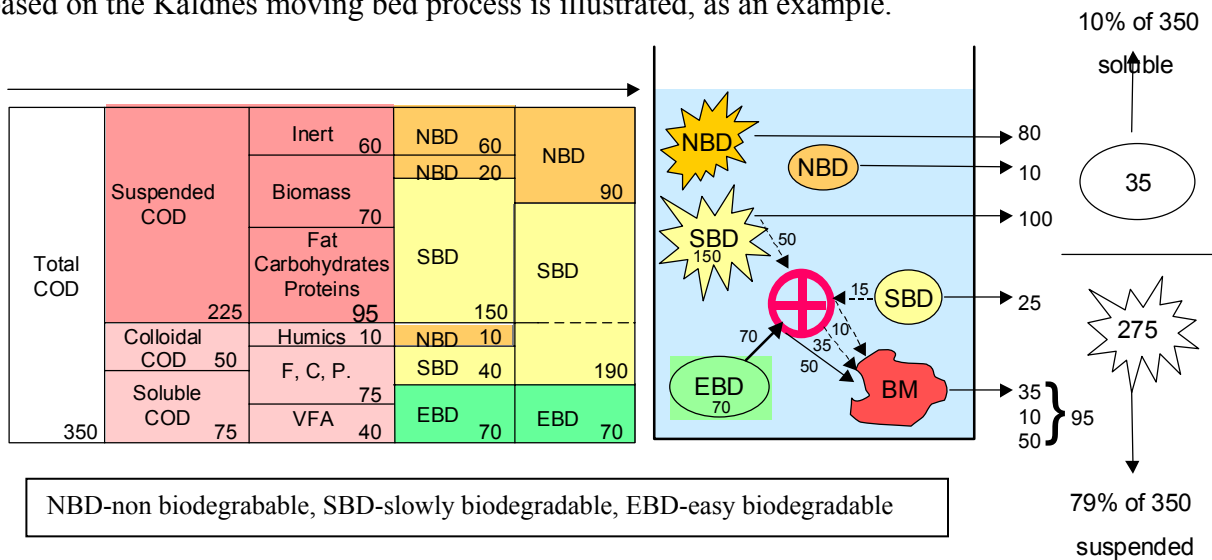 ased on the Kaldnes moving bed process is illustrated, as an example.
10% of 350
soluble
Total
COD
350
Suspended
COD
225
Colloidal
COD 50
Soluble
COD
75
Inert
60
Biomass
70
Fat
Carbohydrates
Proteins
95
Humics 10
F, C, P.
75
VFA
40
NBD 60
NBD 20
SBD
150
NBD 10
SBD 40
EBD
70
NBD
90
SBD
190
EBD
70
NBD
80
NBD
10
SBD
150
50
100
SBD
15
25
EBD
70
70
10
35
50
BM
35
10
50
} 95
35
275
79% of 350
suspended
NBD-non biodegrabable, SBD-slowly biodegradable, EBD-easy biodegradable